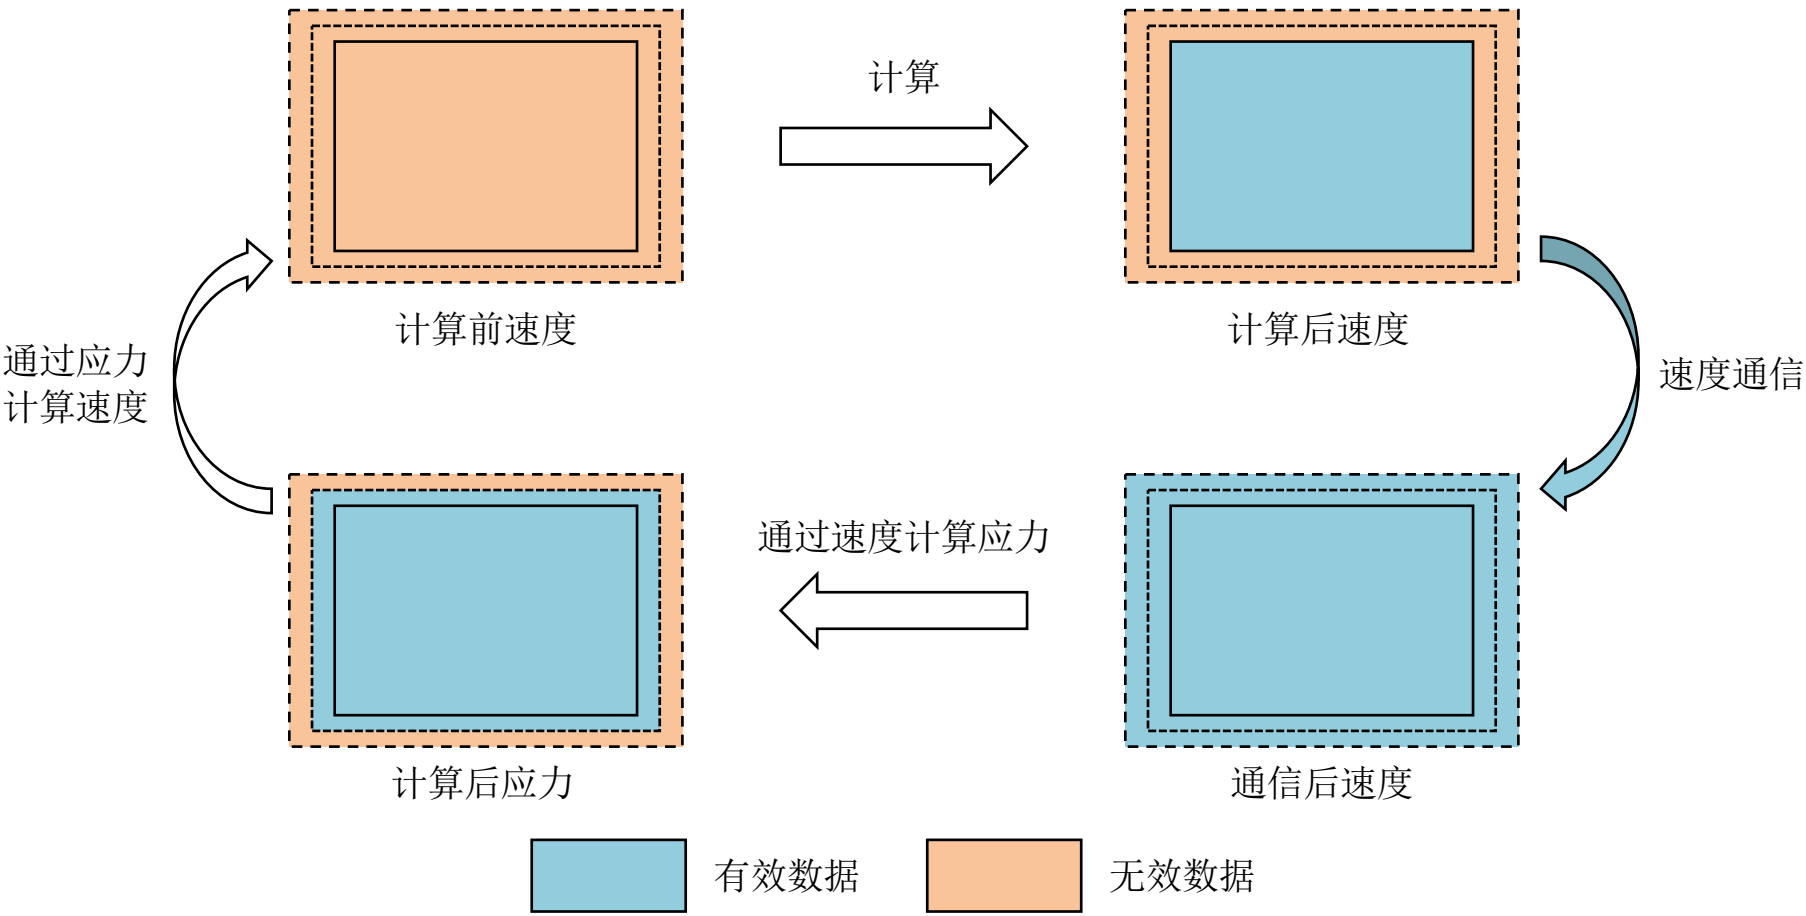 计算
计算前速度
计算后速度
通过应力
计算速度
速度通信
通过速度计算应力
计算后应力
通信后速度
有效数据
无效数据